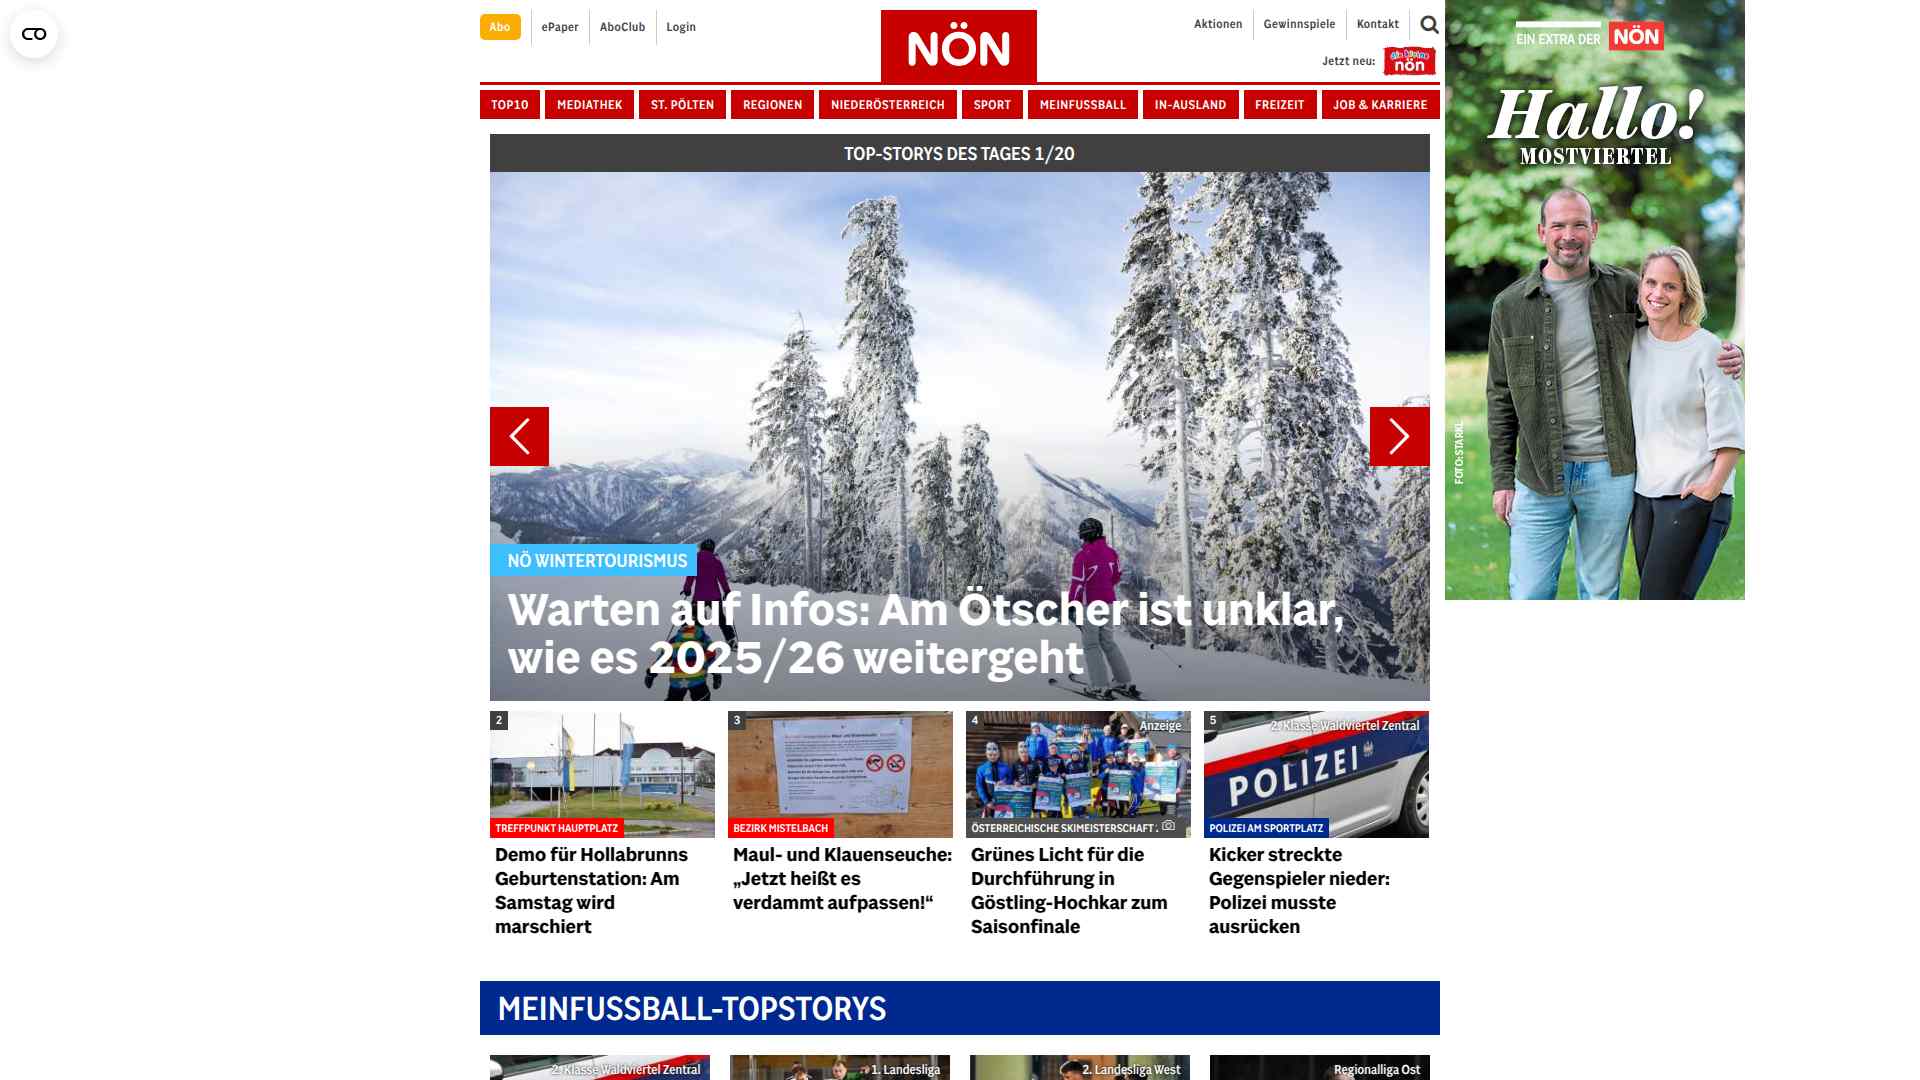 Abo
ePaper
AboClub
Login
NÖN
Aktionen
Gewinnspiele
Kontakt
Jetzt neu:
nön
TOP10
MEDIATHEK
ST. PÖLTEN
REGIONEN
NIEDERÖSTERREICH
SPORT
MEINFUSSBALL
IN-AUSLAND
FREIZEIT
JOB & KARRIERE
EIN EXTRA DER NÖN
Hallo!
MOSTVIERTEL
FOTO: STARKL
TOP-STORYS DES TAGES 1/20
NÖ WINTERTOURISMUS
Warten auf Infos: Am Ötscher ist unklar,
wie es 2025/26 weitergeht
2
TREFFPUNKT HAUPTPLATZ
Demo für Hollabrunns
Geburtenstation: Am
Samstag wird
marschiert
3
BEZIRK MISTELBACH
Maul- und Klauenseuche:
„Jetzt heißt es
verdammt aufpassen!“
4
Anzeige
ÖSTERREICHISCHE SKIMEISTERSCHAFT .
Grünes Licht für die
Durchführung in
Göstling-Hochkar zum
Saisonfinale
5
2. Klasse Waldviertel Zentral
POLIZEI
POLIZEI AM SPORTPLATZ
Kicker streckte
Gegenspieler nieder:
Polizei musste
ausrücken
MEINFUSSBALL-TOPSTORYS
2. Klasse Waldviertel Zentral
1. Landesliga
2. Landesliga West
Regionalliga Ost